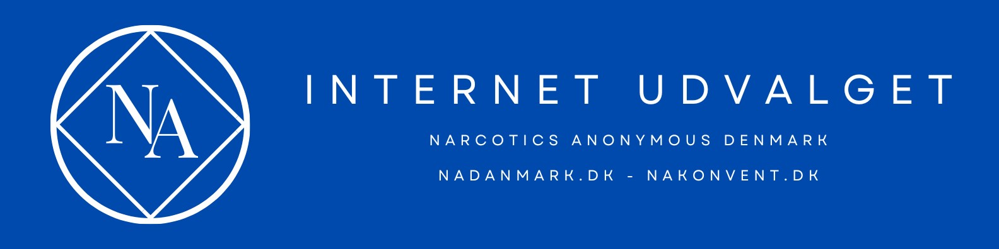 NA
INTERNET UDVALGET
NARCOTICS ANONYMOUS DENMARK
NADANMARK.DK - NAKONVENT.DK